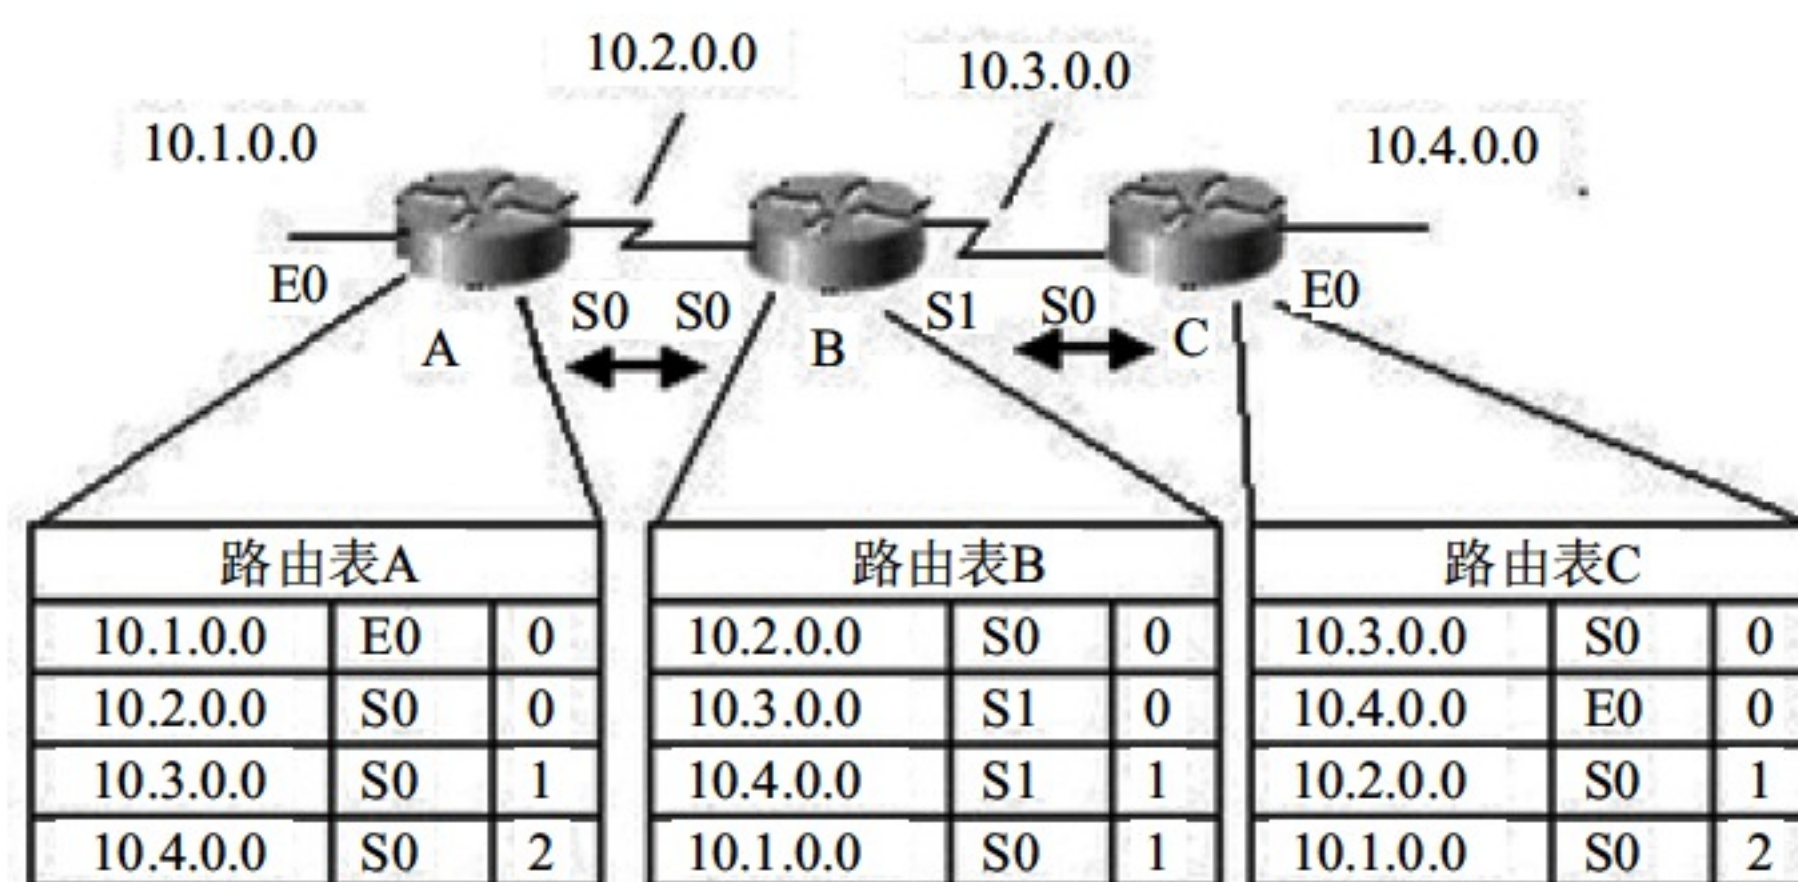 10.2.0.0
10.3.0.0
10.1.0.0
10.4.0.0
E0
S0 S0
S1 S0
E0
A
B
C
路由表A
10.1.0.0 E0 0
10.2.0.0 S0 0
10.3.0.0 S0 1
10.4.0.0 S0 2
路由表B
10.2.0.0 S0 0
10.3.0.0 S1 0
10.4.0.0 S1 1
10.1.0.0 S0 1
路由表C
10.3.0.0 S0 0
10.4.0.0 E0 0
10.2.0.0 S0 1
10.1.0.0 S0 2